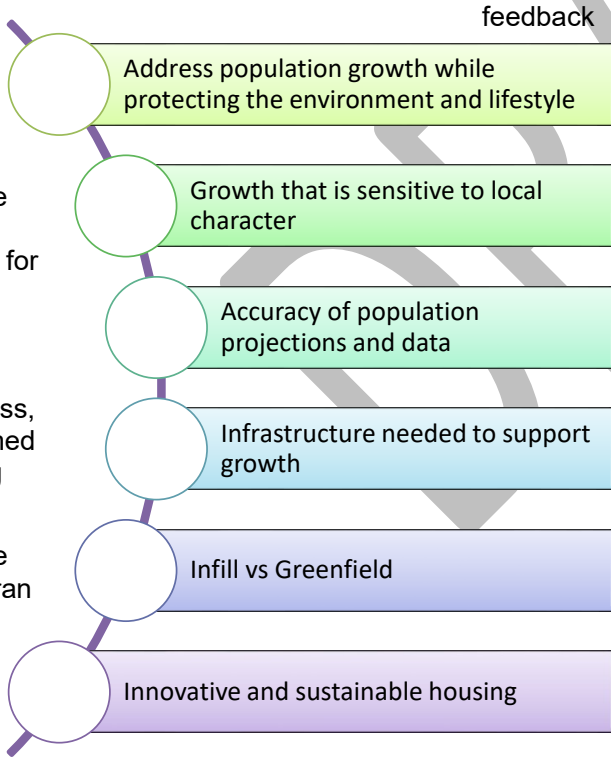 feedback
Address population growth while
protecting the environment and lifestyle
Growth that is sensitive to local
character
for
Accuracy of population
projections and data
Infrastructure needed to support
growth
Infill vs Greenfield
Innovative and sustainable housing